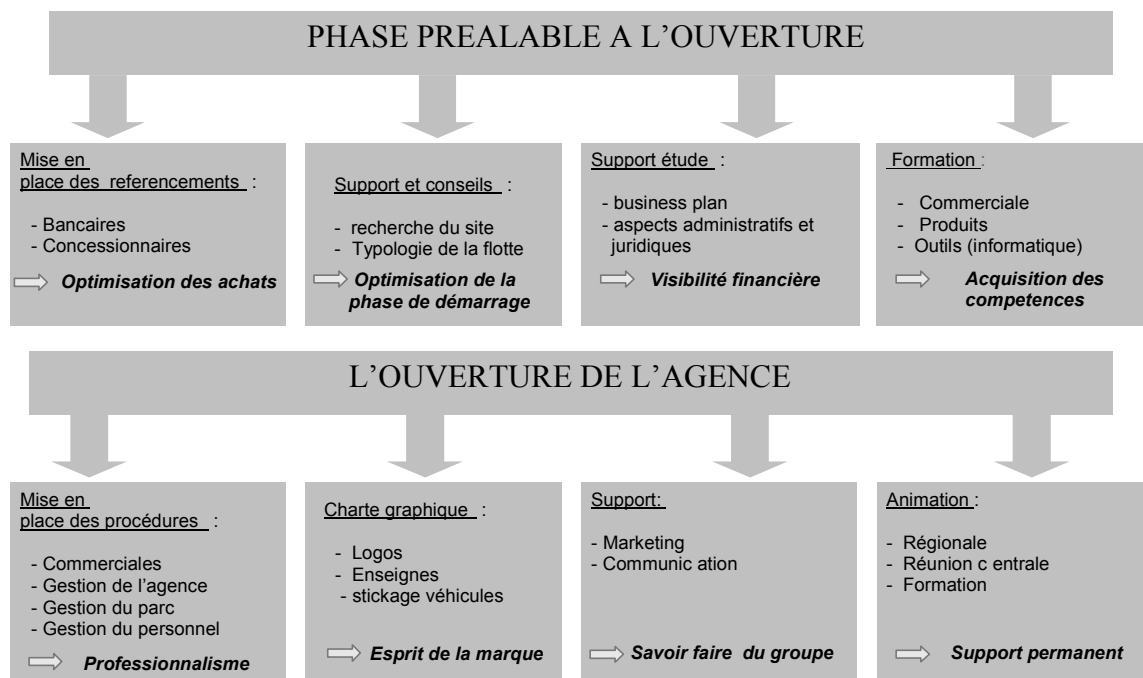 PHASE PREALABLE A L'OUVERTURE
Mise en
place des referencements :
- Bancaires
- Concessionnaires
Optimisation des achats
Support et conseils :
- recherche du site
- Typologie de la flotte
Optimisation de la
phase de démarrage
Support étude :
- business plan
- aspects administratifs et
juridiques
Visibilité financière
Formation :
- Commerciale
- Produits
- Outils (informatique)
Acquisition des
competences
L'OUVERTURE DE L'AGENCE
Mise en
place des procédures :
- Commerciales
- Gestion de l'agence
- Gestion du parc
- Gestion du personnel
Professionnalisme
Charte graphique :
- Logos
- Enseignes
- stickage véhicules
Esprit de la marque
Support:
- Marketing
- Communic ation
Savoir faire du groupe
Animation :
- Régionale
- Réunion c entrale
- Formation
Support permanent